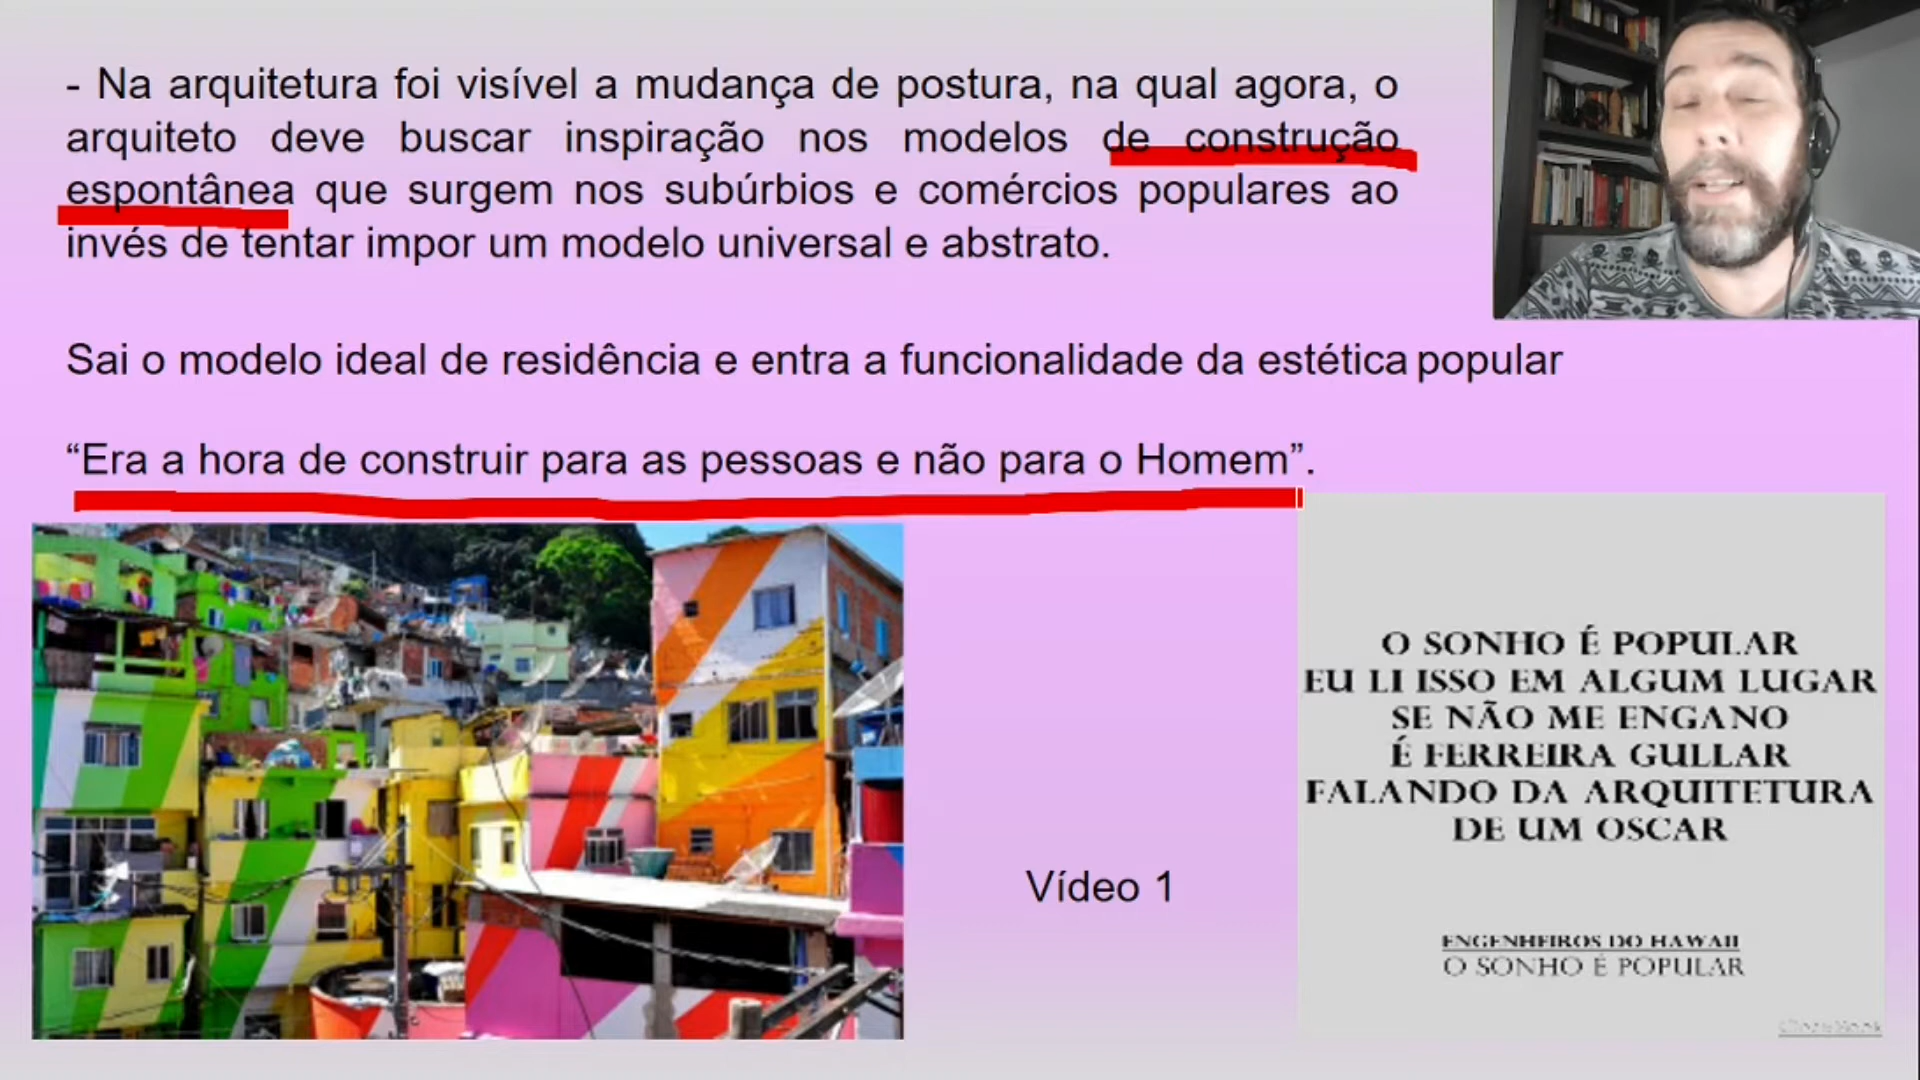 - Na arquitetura foi visível a mudança de postura, na qual agora, o
arquiteto deve buscar inspiração nos modelos de construção
espontânea que surgem nos subúrbios e comércios populares ao
invés de tentar impor um modelo universal e abstrato.
Sai o modelo ideal de residência e entra a funcionalidade da estética popular
“Era a hora de construir para as pessoas e não para o Homem”.
Vídeo 1
O SONHO É POPULAR
EU LI ISSO EM ALGUM LUGAR
SE NÃO ME ENGANO
É FERREIRA GULLAR
FALANDO DA ARQUITETURA
DE UM OSCAR
ENGENHEIROS DO HAWAII
O SONHO É POPULAR